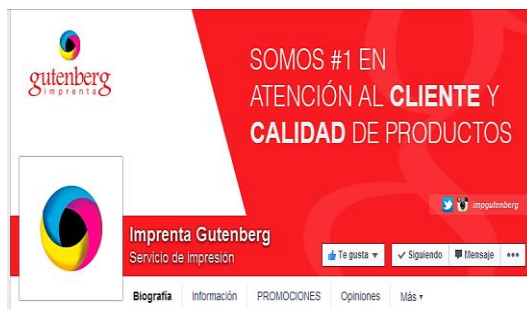 gutenberg
imprenta
SOMOS #1 EN
ATENCIÓN AL CLIENTE Y
CALIDAD DE PRODUCTOS
impgutenberg
Imprenta Gutenberg
Servicio de impresión
Te gusta
Siguiendo
Mensaje
Biografía
Información
PROMOCIONES
Opiniones
Más